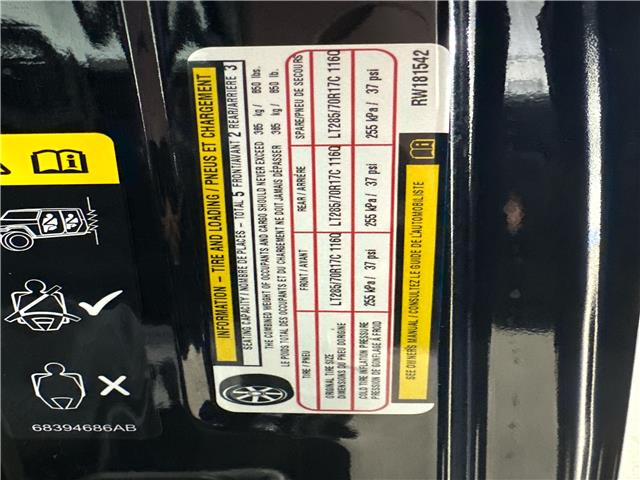 INFORMATION – TIRE AND LOADING / PNEUS ET CHARGEMENT
SEATING CAPACITY / NOMBRE DE PLACES – TOTAL 5 FRONT/AVANT 2 REAR/ARRIERE 3
THE COMBINED WEIGHT OF OCCUPANTS AND CARGO SHOULD NEVER EXCEED 385 kg / 850 lbs.
LE POIDS TOTAL DES OCCUPANTS ET DU CHARGEMENT NE DOIT JAMAIS DÉPASSER 385 kg / 850 lb.
TIRE / PNEU FRONT / AVANT REAR / ARRIÈRE SPARE/PNEU DE SECOURS
ORIGINAL TIRE SIZE
DIMENSIONS DU PNEU DORIGINE
LT285/70R17C 116Q LT285/70R17C 116Q LT285/70R17C 116Q
COLD TIRE INFLATION PRESSURE
PRESSION DE GONFLAGE À FROID
255 kPa / 37 psi 255 kPa / 37 psi 255 kPa / 37 psi
SEE OWNERS MANUAL / CONSULTEZ LE GUIDE DE L'AUTOMOBILISTE
RW181542
68394686AB